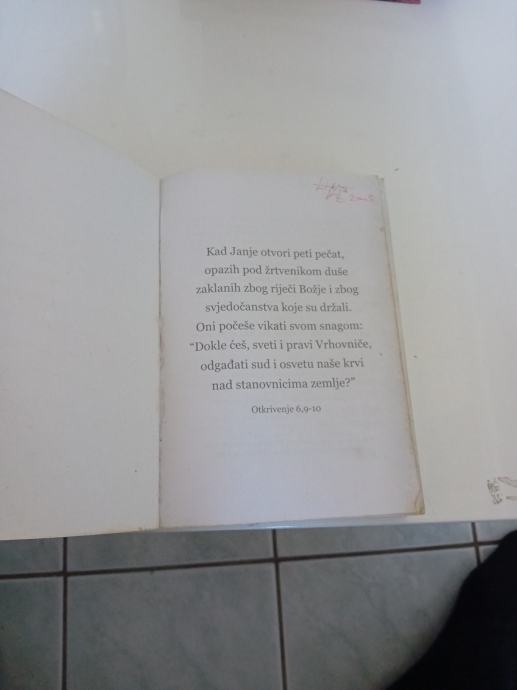 Kad Janje otvori peti pečat,
opazih pod žrtvenikom duše
zaklanih zbog riječi Božje i zbog
svjedočanstva koje su držali.
Oni počeše vikati svom snagom:
“Dokle ćeš, sveti i pravi Vrhovniče,
odgađati sud i osvetu naše krvi
nad stanovnicima zemlje?”
Otkrivenje 6,9-10